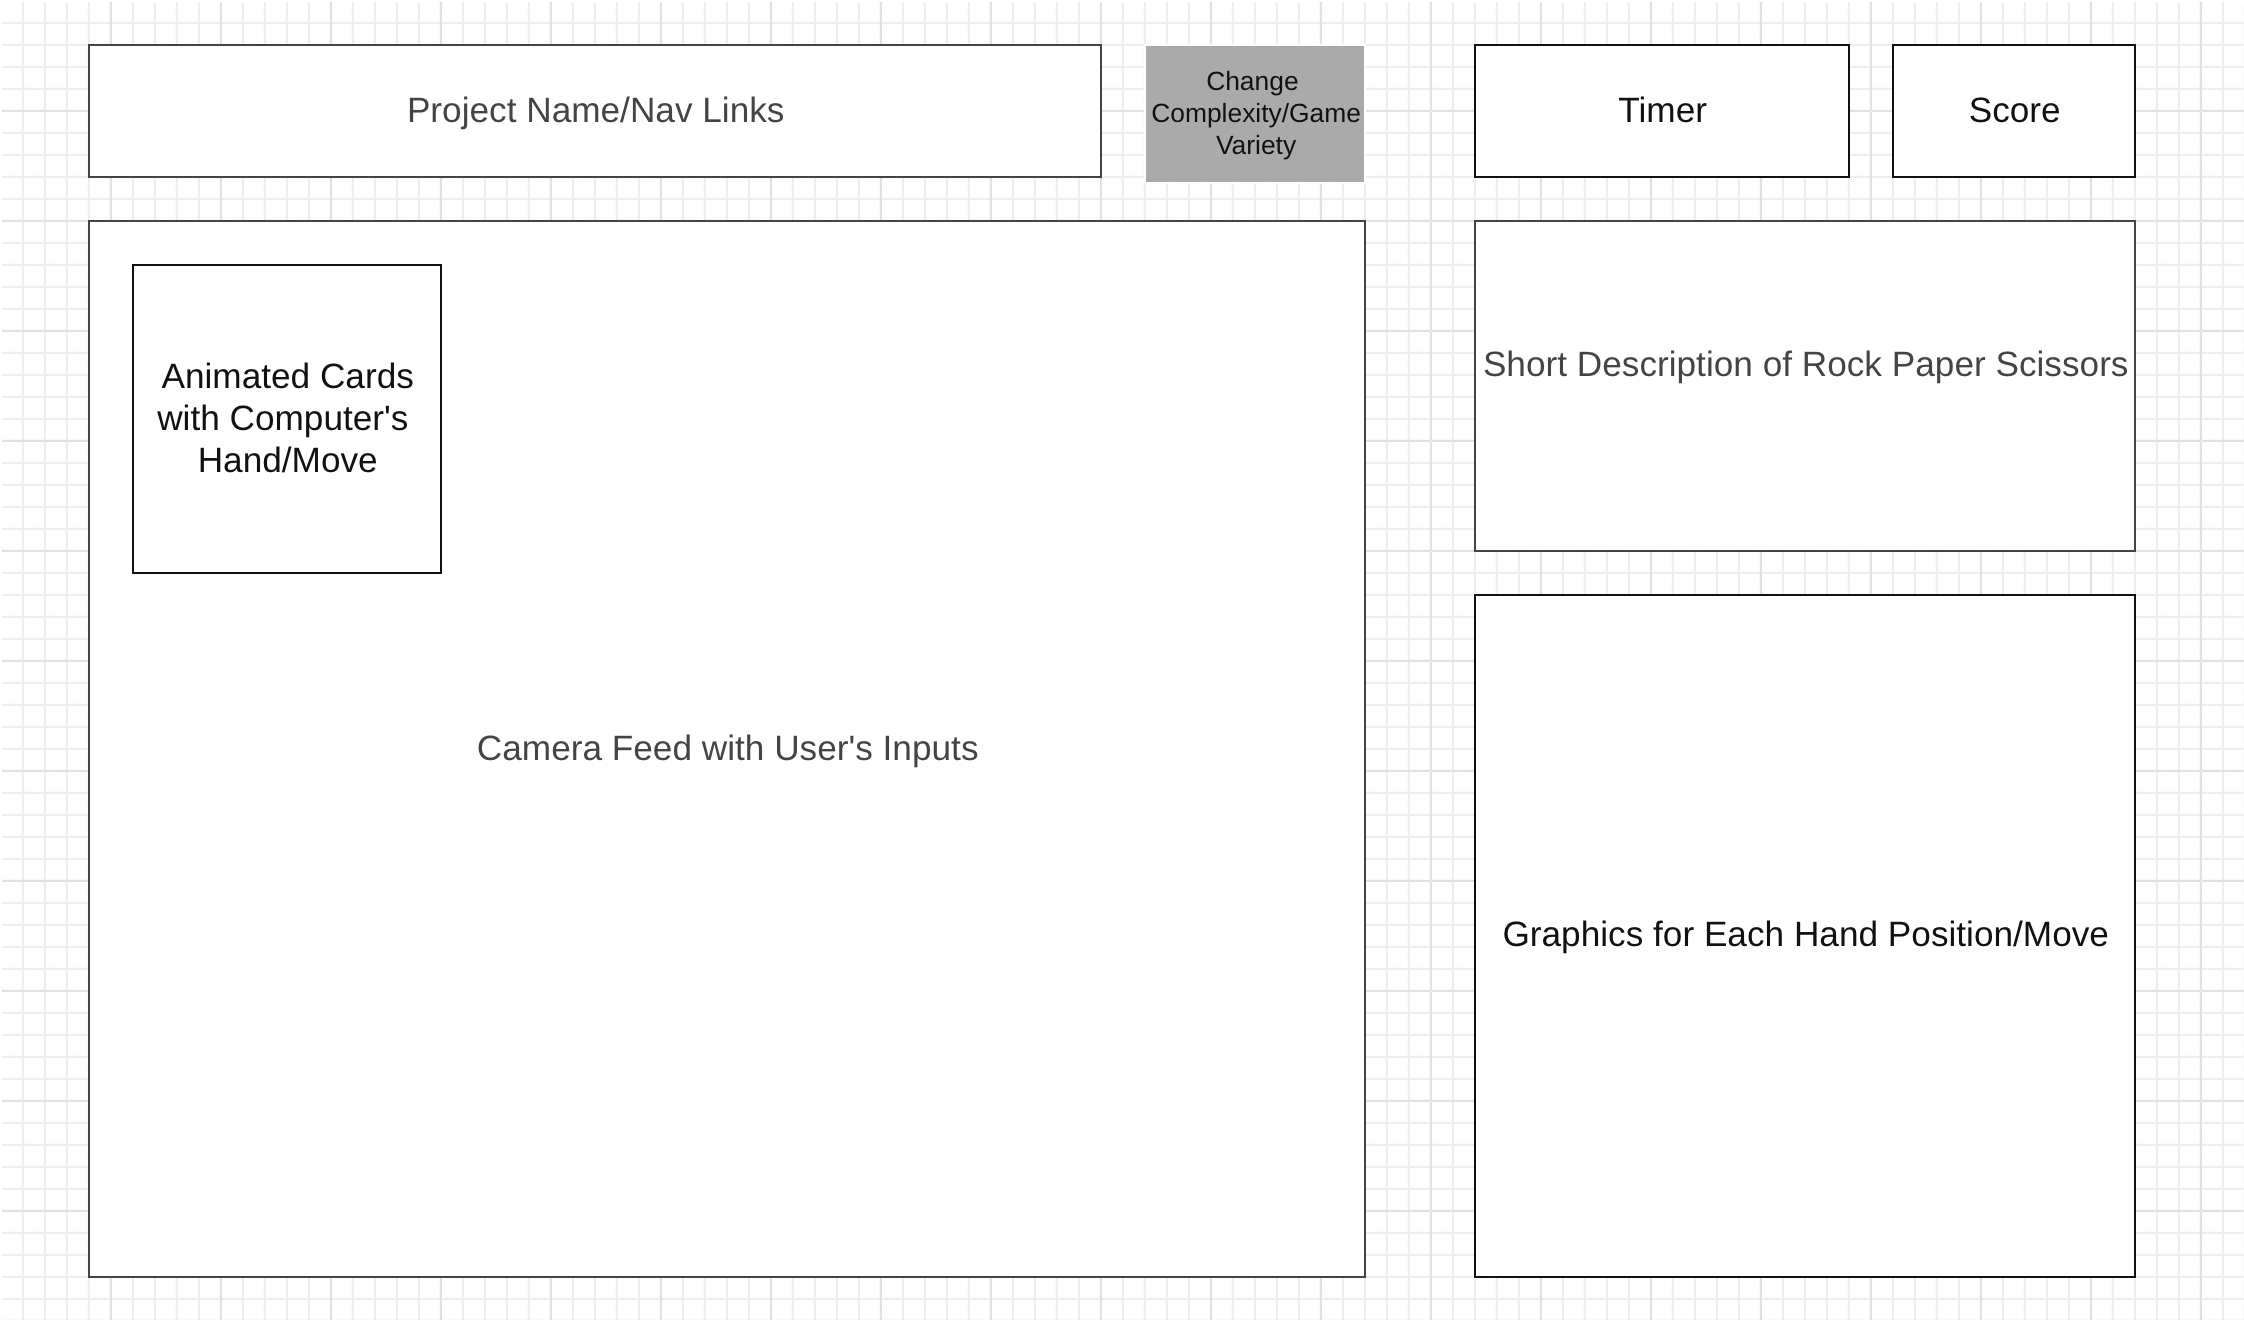 Project Name/Nav Links
Change
Complexity/Game
Variety
Timer
Score
Animated Cards
with Computer's
Hand/Move
Camera Feed with User's Inputs
Short Description of Rock Paper Scissors
Graphics for Each Hand Position/Move